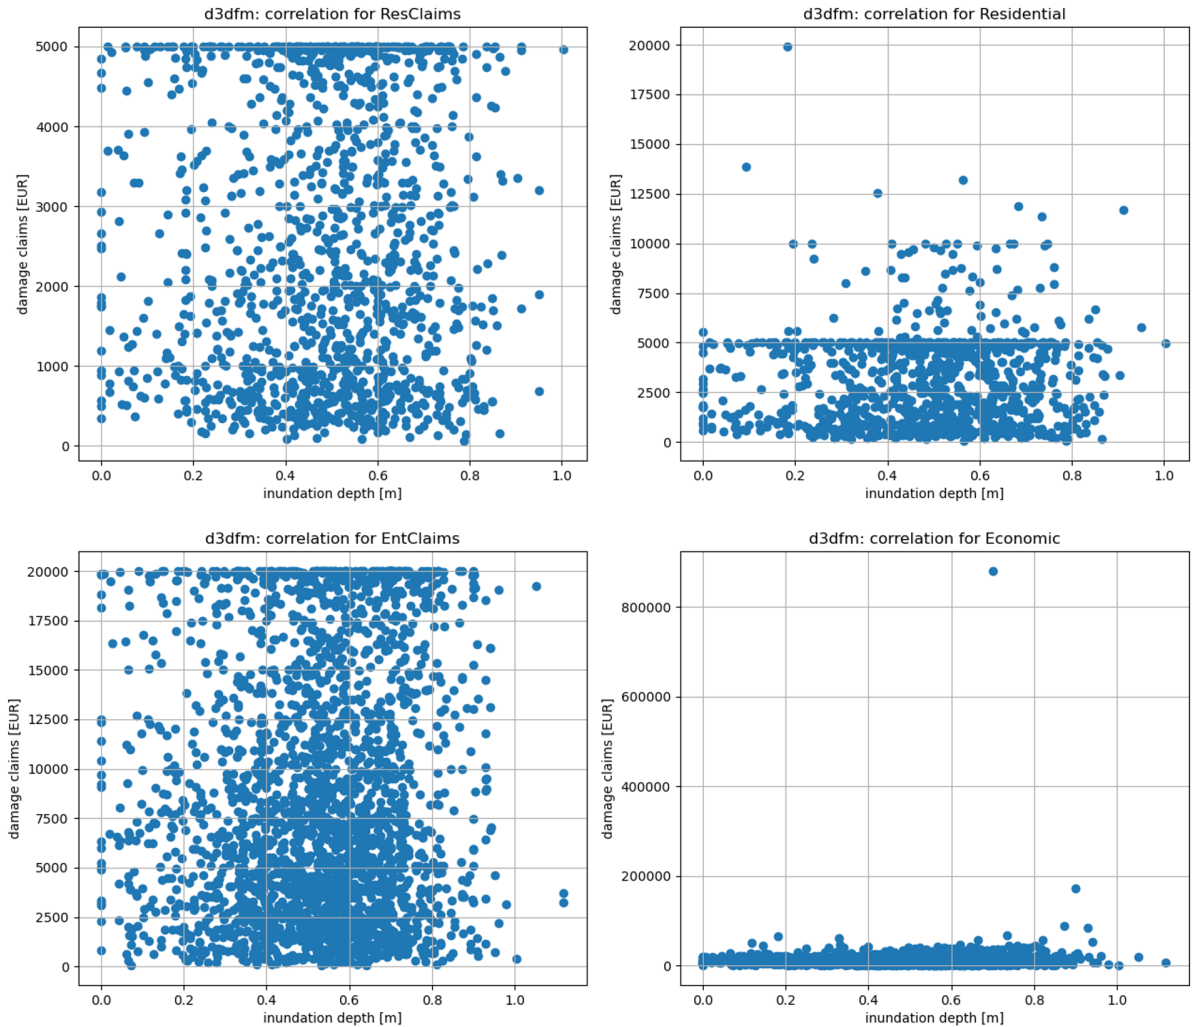 d3dfm: correlation for ResClaims
5000
4000
3000
2000
1000
0
damage claims [EUR]
0.0 0.2 0.4 0.6 0.8 1.0
inundation depth [m]
d3dfm: correlation for Residential
20000
17500
15000
12500
10000
7500
5000
2500
0
damage claims [EUR]
0.0 0.2 0.4 0.6 0.8 1.0
inundation depth [m]
d3dfm: correlation for EntClaims
20000
17500
15000
12500
10000
7500
5000
2500
0
damage claims [EUR]
0.0 0.2 0.4 0.6 0.8 1.0
inundation depth [m]
d3dfm: correlation for Economic
800000
600000
400000
200000
0
damage claims [EUR]
0.0 0.2 0.4 0.6 0.8 1.0
inundation depth [m]